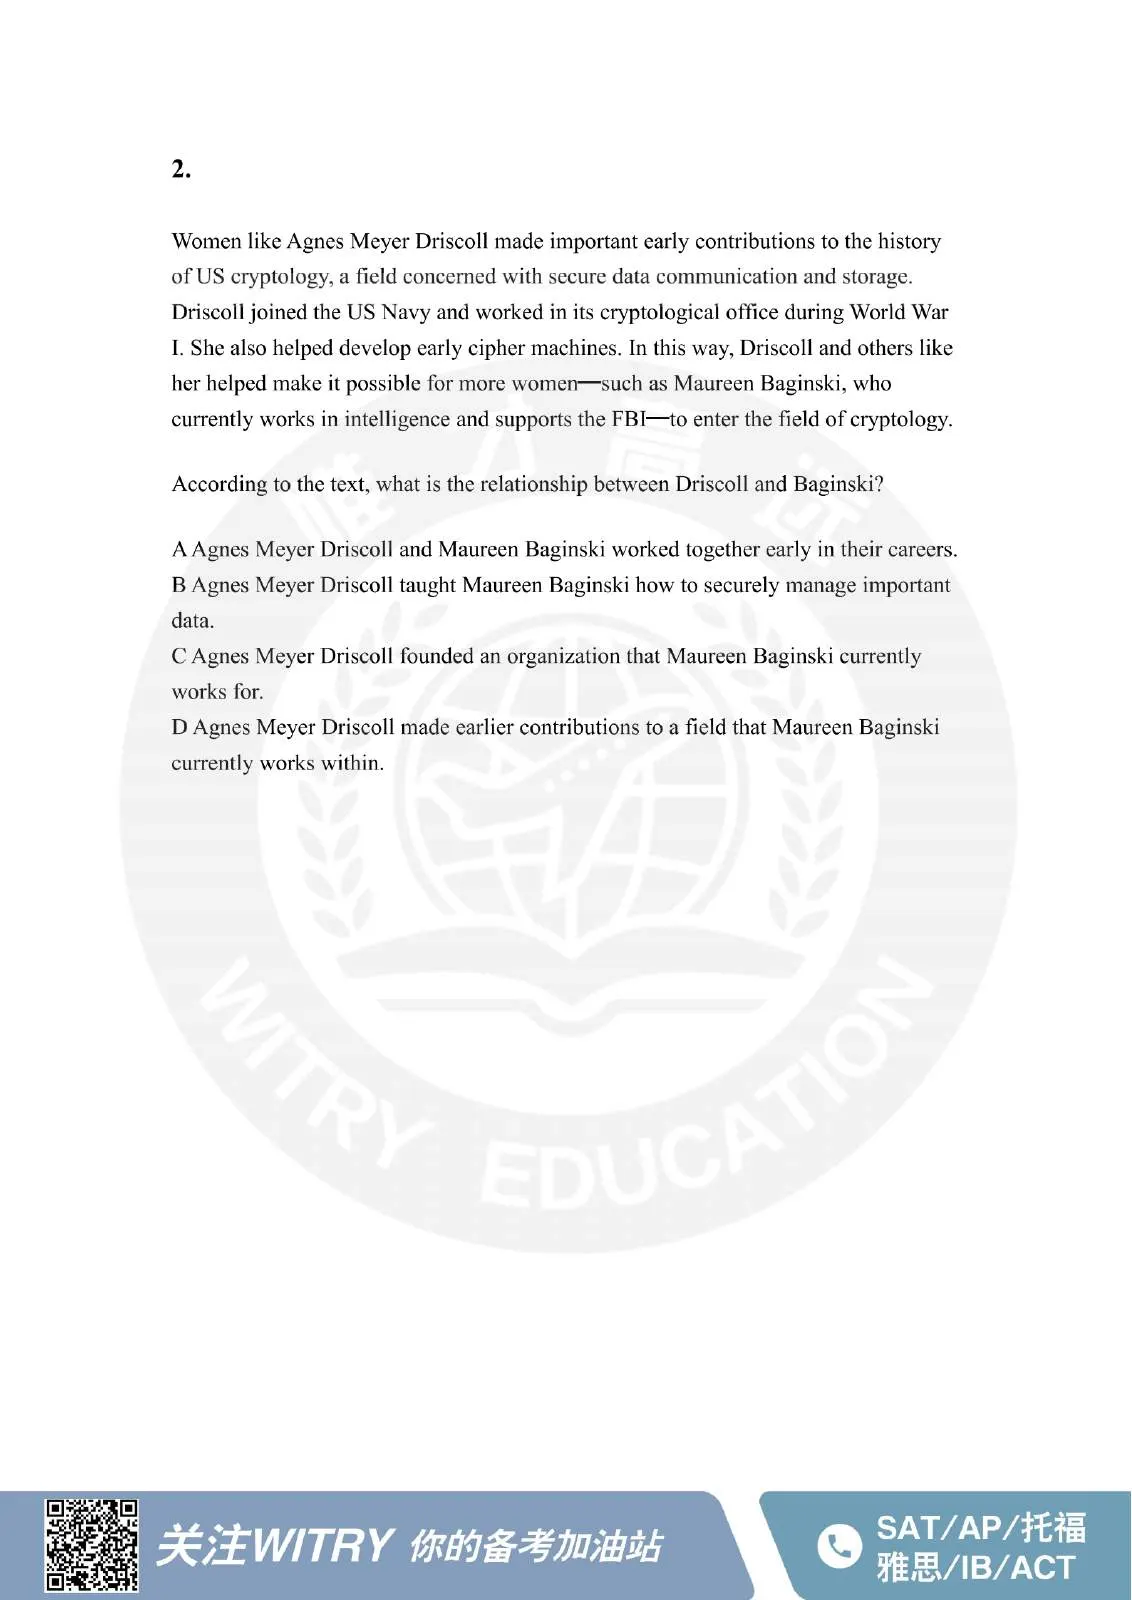 2.
Women like Agnes Meyer Driscoll made important early contributions to the history
of US cryptology, a field concerned with secure data communication and storage.
Driscoll joined the US Navy and worked in its cryptological office during World War
I. She also helped develop early cipher machines. In this way, Driscoll and others like
her helped make it possible for more women—such as Maureen Baginski, who
currently works in intelligence and supports the FBI—to enter the field of cryptology.
According to the text, what is the relationship between Driscoll and Baginski?
A Agnes Meyer Driscoll and Maureen Baginski worked together early in their careers.
B Agnes Meyer Driscoll taught Maureen Baginski how to securely manage important
data.
C Agnes Meyer Driscoll founded an organization that Maureen Baginski currently
works for.
D Agnes Meyer Driscoll made earlier contributions to a field that Maureen Baginski
currently works within.
唯才高远
WITRY EDUCATION
关注WITRY 你的备考加油站
SAT/AP/托福
雅思/IB/ACT